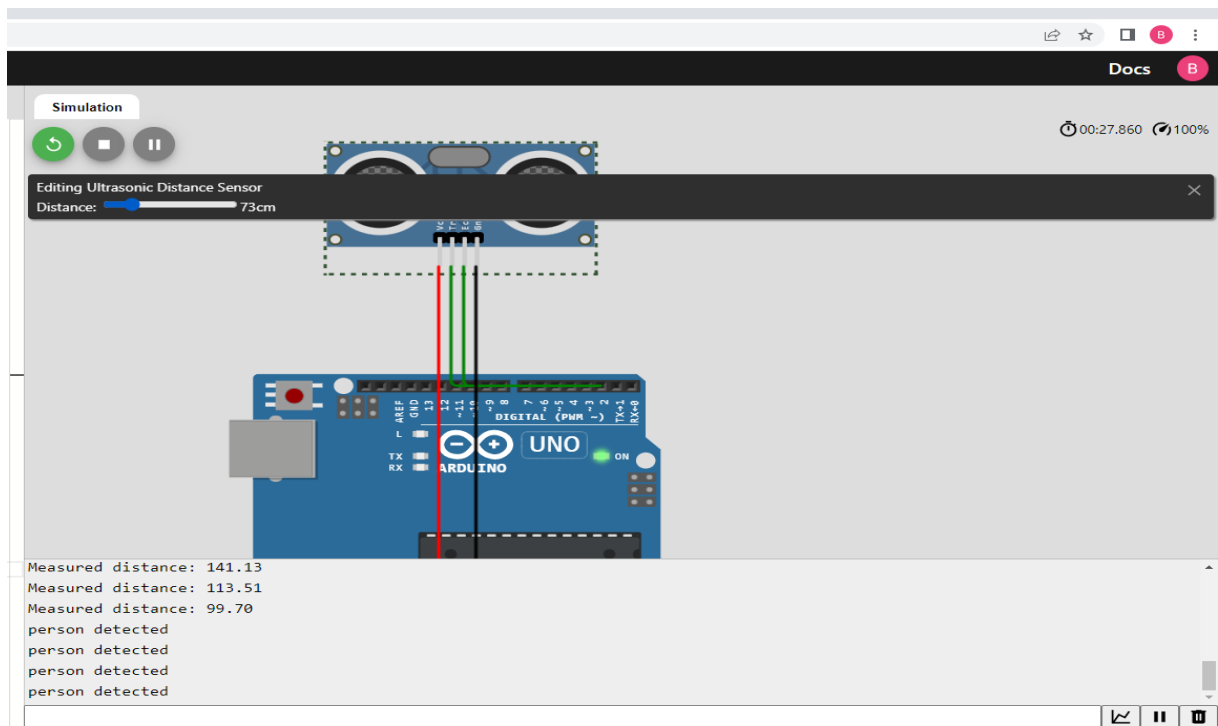 B
Docs
B
Simulation
00:27.860 100%
Editing Ultrasonic Distance Sensor
Distance: 73cm
AREF
GND
13
12
~11
~10
~9
8
7
~6
~5
4
~3
2
TX→1
RX←0
DIGITAL (PWM ~)
L
TX
RX
UNO
ON
ARDUINO
Measured distance: 141.13
Measured distance: 113.51
Measured distance: 99.70
person detected
person detected
person detected
person detected